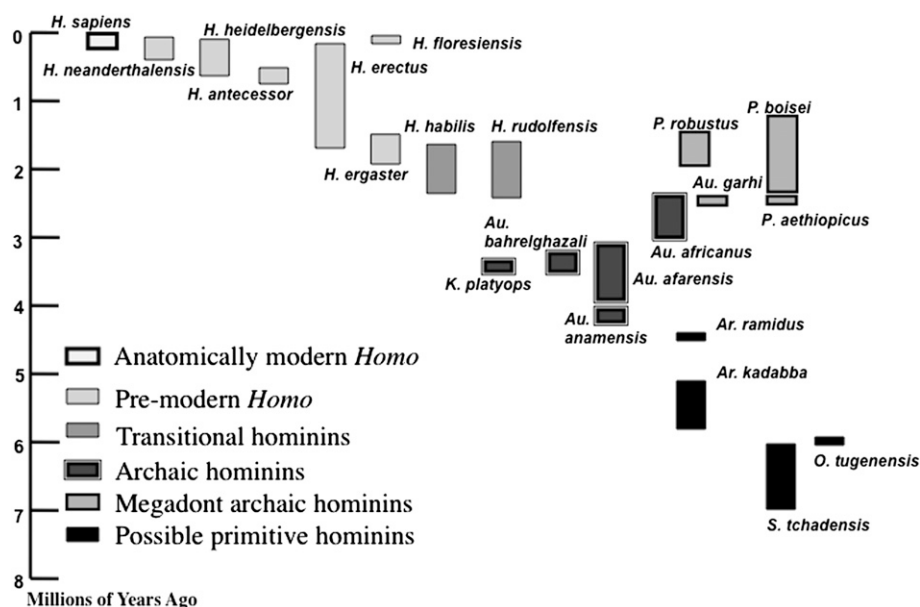 H. sapiens
H. heidelbergensis
0
H. floresiensis
H. neanderthalensis
H. erectus
H. antecessor
1
P. boisei
H. habilis
H. rudolfensis
P. robustus
2
H. ergaster
Au. garhi
Au.
bahrelghazali
P. aethiopicus
3
Au. africanus
K. platyops
Au. afarensis
4
Au.
anamensis
Ar. ramidus
Anatomically modern Homo
5
Ar. kadabba
Pre-modern Homo
Transitional hominins
6
O. tugenensis
Archaic hominins
Megadont archaic hominins
7
S. tchadensis
Possible primitive hominins
8
Millions of Years Ago